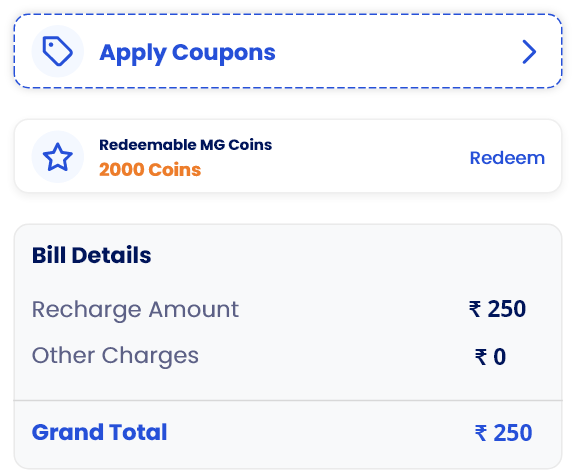 Apply Coupons
Redeemable MG Coins
2000 Coins
Redeem
Bill Details
Recharge Amount ₹ 250
Other Charges ₹ 0
Grand Total ₹ 250